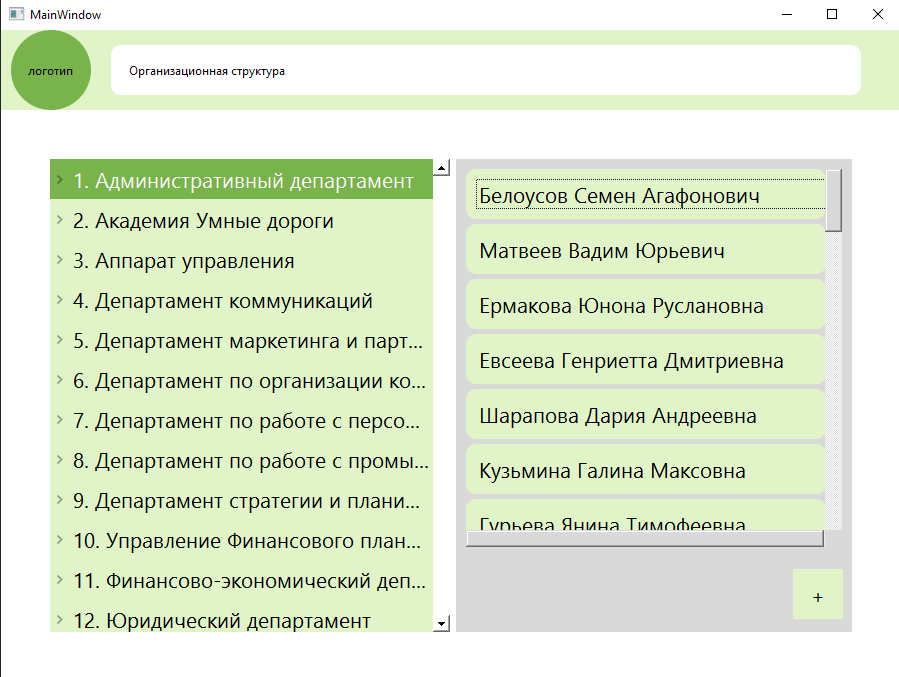 MainWindow
логотип
Организационная структура
1. Административный департамент
2. Академия Умные дороги
3. Аппарат управления
4. Департамент коммуникаций
5. Департамент маркетинга и парт...
6. Департамент по организации ко...
7. Департамент по работе с персо...
8. Департамент по работе с промы...
9. Департамент стратегии и плани...
10. Управление Финансового план...
11. Финансово-экономический деп...
12. Юридический департамент
Белоусов Семен Агафонович
Матвеев Вадим Юрьевич
Ермакова Юнона Руслановна
Евсеева Генриетта Дмитриевна
Шарапова Дария Андреевна
Кузьмина Галина Максовна
Гурьева Янина Тимофеевна
+